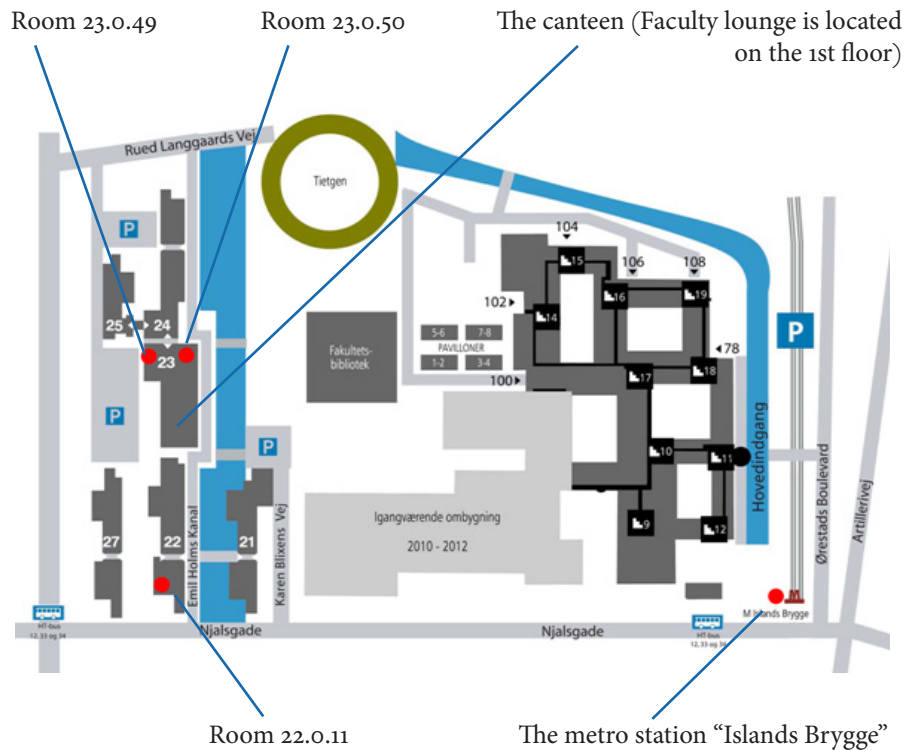 Room 23.0.49
Room 23.0.50
The canteen (Faculty lounge is located
on the 1st floor)
Rued Langgaards Vej
Tietgen
P
104
15
106
108
16
19
102
14
25
24
23
5-6
7-8
PAVILLONER
1-2
3-4
Fakultets-
bibliotek
P
78
100
17
18
P
P
10
11
Hovedindgang
Ørestads Boulevard
Artillerivej
27
22
21
Emil Holms Kanal
Karen Blixens Vej
Igangværende ombygning
2010 - 2012
9
12
HT-bus
12, 33 og 34
Njalsgade
Njalsgade
HT-bus
12, 33 og 34
M Islands Brygge
Room 22.0.11
The metro station “Islands Brygge”